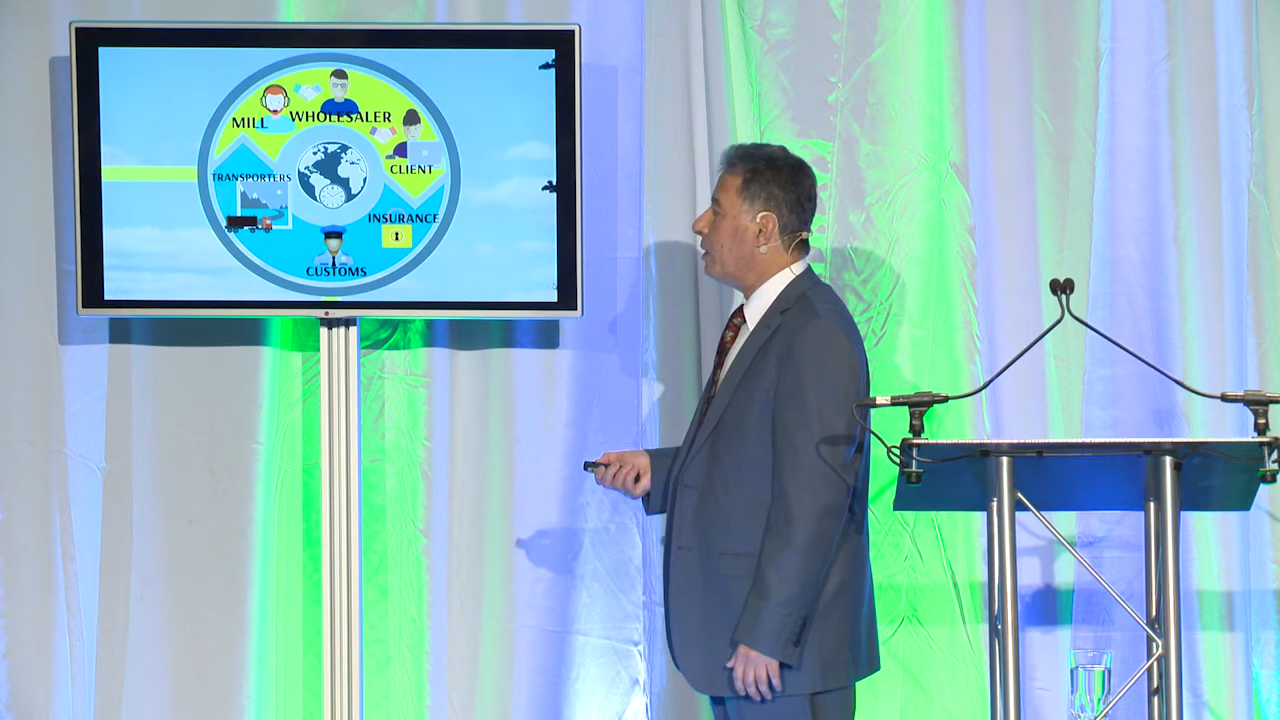 WHOLESALER
MILL
CLIENT
TRANSPORTERS
INSURANCE
CUSTOMS